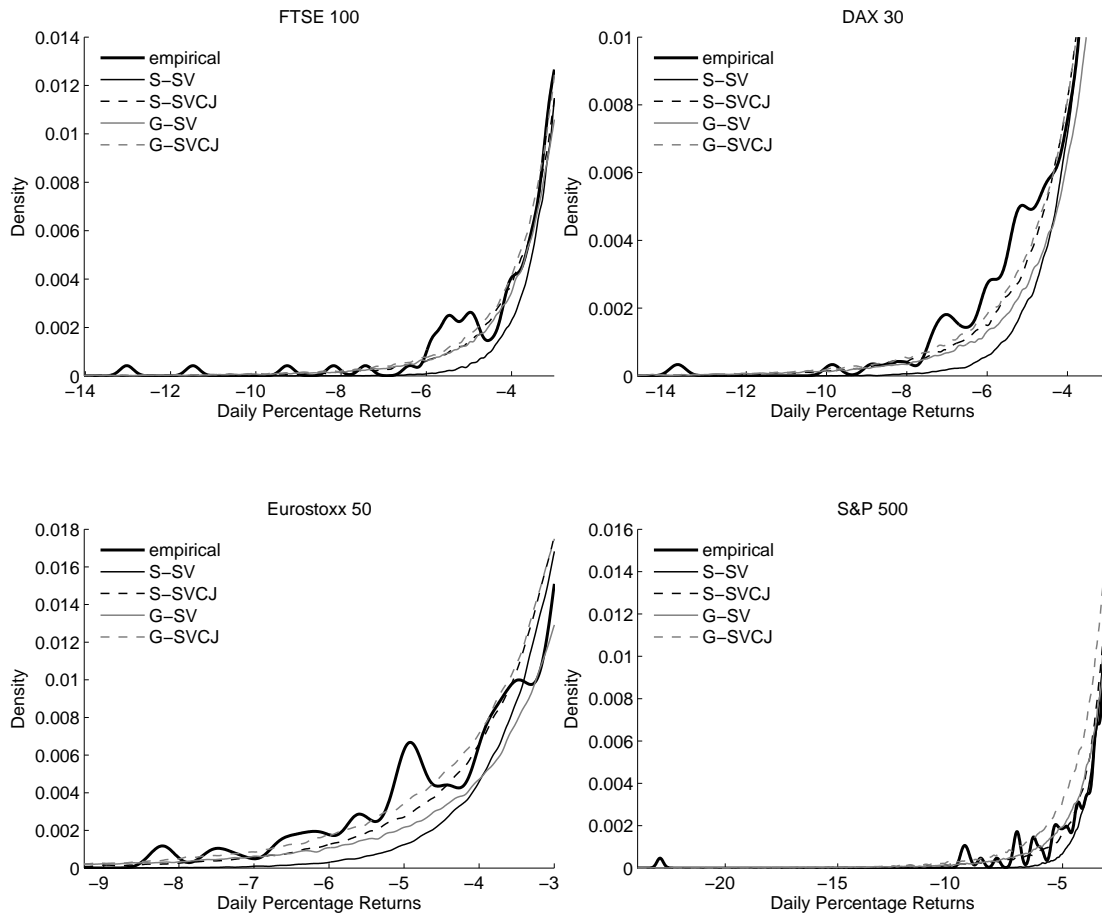 FTSE 100
0.014
0.012
0.01
0.008
0.006
0.004
0.002
0
Density
empirical
S−SV
S−SVCJ
G−SV
G−SVCJ
−14 −12 −10 −8 −6 −4
Daily Percentage Returns
DAX 30
0.01
0.008
0.006
0.004
0.002
0
Density
empirical
S−SV
S−SVCJ
G−SV
G−SVCJ
−14 −12 −10 −8 −6 −4
Daily Percentage Returns
Eurostoxx 50
0.018
0.016
0.014
0.012
0.01
0.008
0.006
0.004
0.002
0
Density
empirical
S−SV
S−SVCJ
G−SV
G−SVCJ
−9 −8 −7 −6 −5 −4 −3
Daily Percentage Returns
S&P 500
0.016
0.014
0.012
0.01
0.008
0.006
0.004
0.002
0
Density
empirical
S−SV
S−SVCJ
G−SV
G−SVCJ
−20 −15 −10 −5
Daily Percentage Returns